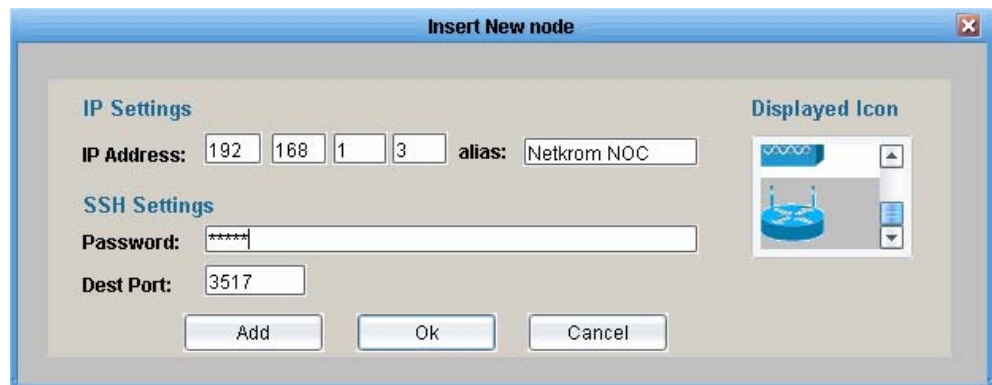 Insert New node
IP Settings
Displayed Icon
IP Address: 192 168 1 3 alias: Netkrom NOC
SSH Settings
Password: *****
Dest Port: 3517
Add Ok Cancel